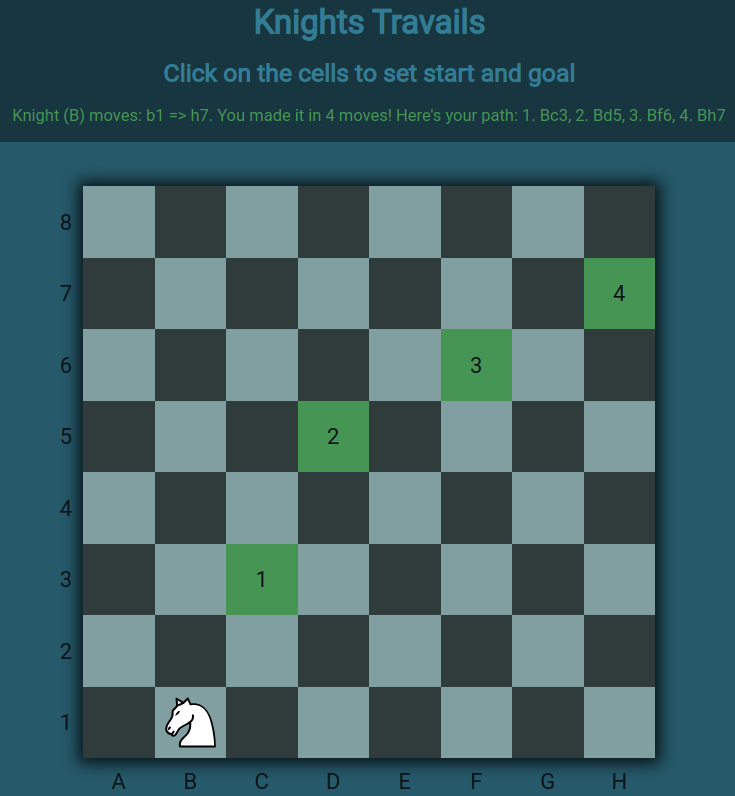 Knights Travails
Click on the cells to set start and goal
Knight (B) moves: b1 => h7. You made it in 4 moves! Here's your path: 1. Bc3, 2. Bd5, 3. Bf6, 4. Bh7
8
7 4
6 3
5 2
4
3 1
2
1
A B C D E F G H